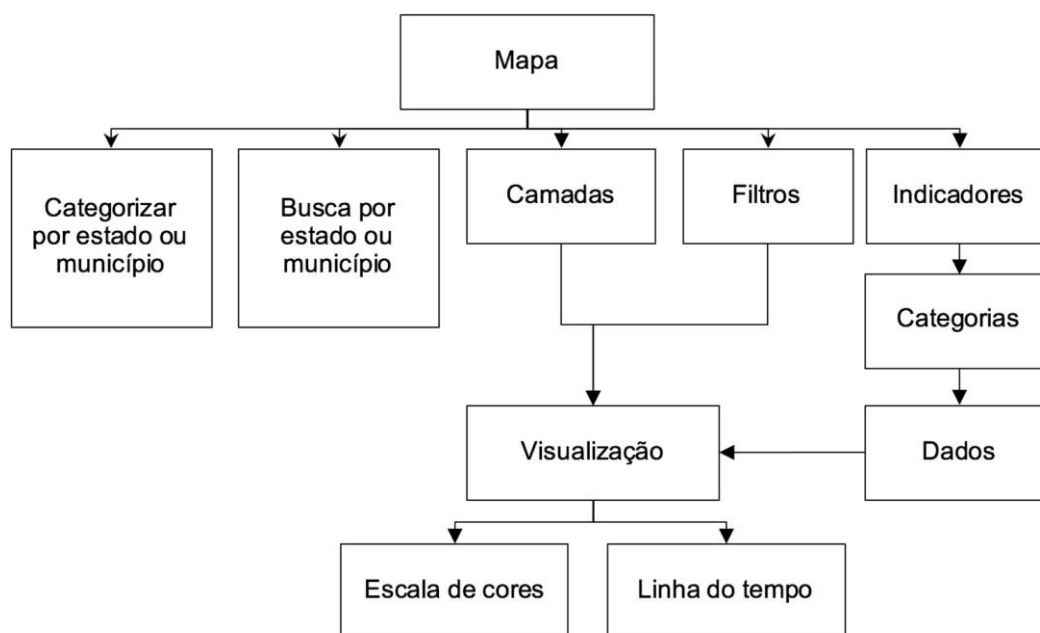 Mapa
Categorizar
por estado ou
município
Busca por
estado ou
município
Camadas
Filtros
Indicadores
Categorias
Visualização
Dados
Escala de cores
Linha do tempo